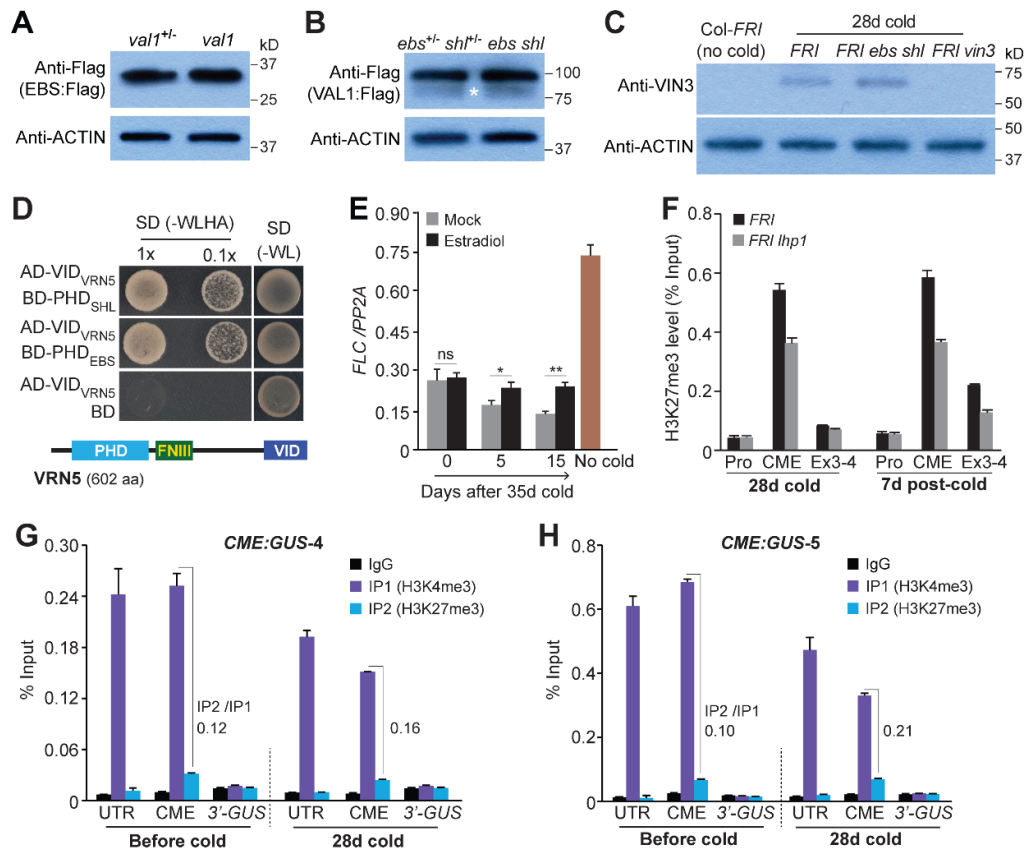 A
val1+/- val1
kD
Anti-Flag
(EBS:Flag)
37
25
Anti-ACTIN
37
B
ebs+/- shl+/- ebs shl
kD
Anti-Flag
(VAL1:Flag)
*
100
75
Anti-ACTIN
37
C
Col-FRI
(no cold)
28d cold
FRI FRI ebs shl FRI vin3
kD
Anti-VIN3
75
50
Anti-ACTIN
50
37
D
SD (-WLHA)
1x 0.1x
SD
(-WL)
AD-VIDVRN5
BD-PHDSHL
AD-VIDVRN5
BD-PHDEBS
AD-VIDVRN5
BD
PHD FNIII VID
VRN5 (602 aa)
E
FLC /PP2A
0.90
0.75
0.60
0.45
0.30
0.15
0
Mock
Estradiol
ns * **
0 5 15 No cold
Days after 35d cold
F
H3K27me3 level (% Input)
0.8
0.6
0.4
0.2
0
FRI
FRI lhp1
Pro CME Ex3-4 Pro CME Ex3-4
28d cold 7d post-cold
G
CME:GUS-4
% Input
0.30
0.24
0.18
0.12
0.06
0
IgG
IP1 (H3K4me3)
IP2 (H3K27me3)
IP2 /IP1
0.12
0.16
UTR CME 3'-GUS UTR CME 3'-GUS
Before cold 28d cold
H
CME:GUS-5
% Input
0.8
0.6
0.4
0.2
0
IgG
IP1 (H3K4me3)
IP2 (H3K27me3)
IP2 /IP1
0.10
0.21
UTR CME 3'-GUS UTR CME 3'-GUS
Before cold 28d cold